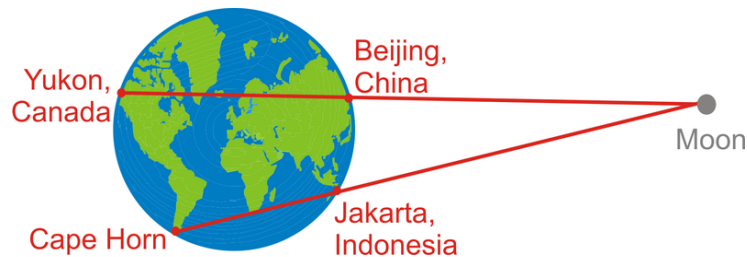 Yukon,
Canada
Beijing,
China
Moon
Cape Horn
Jakarta,
Indonesia